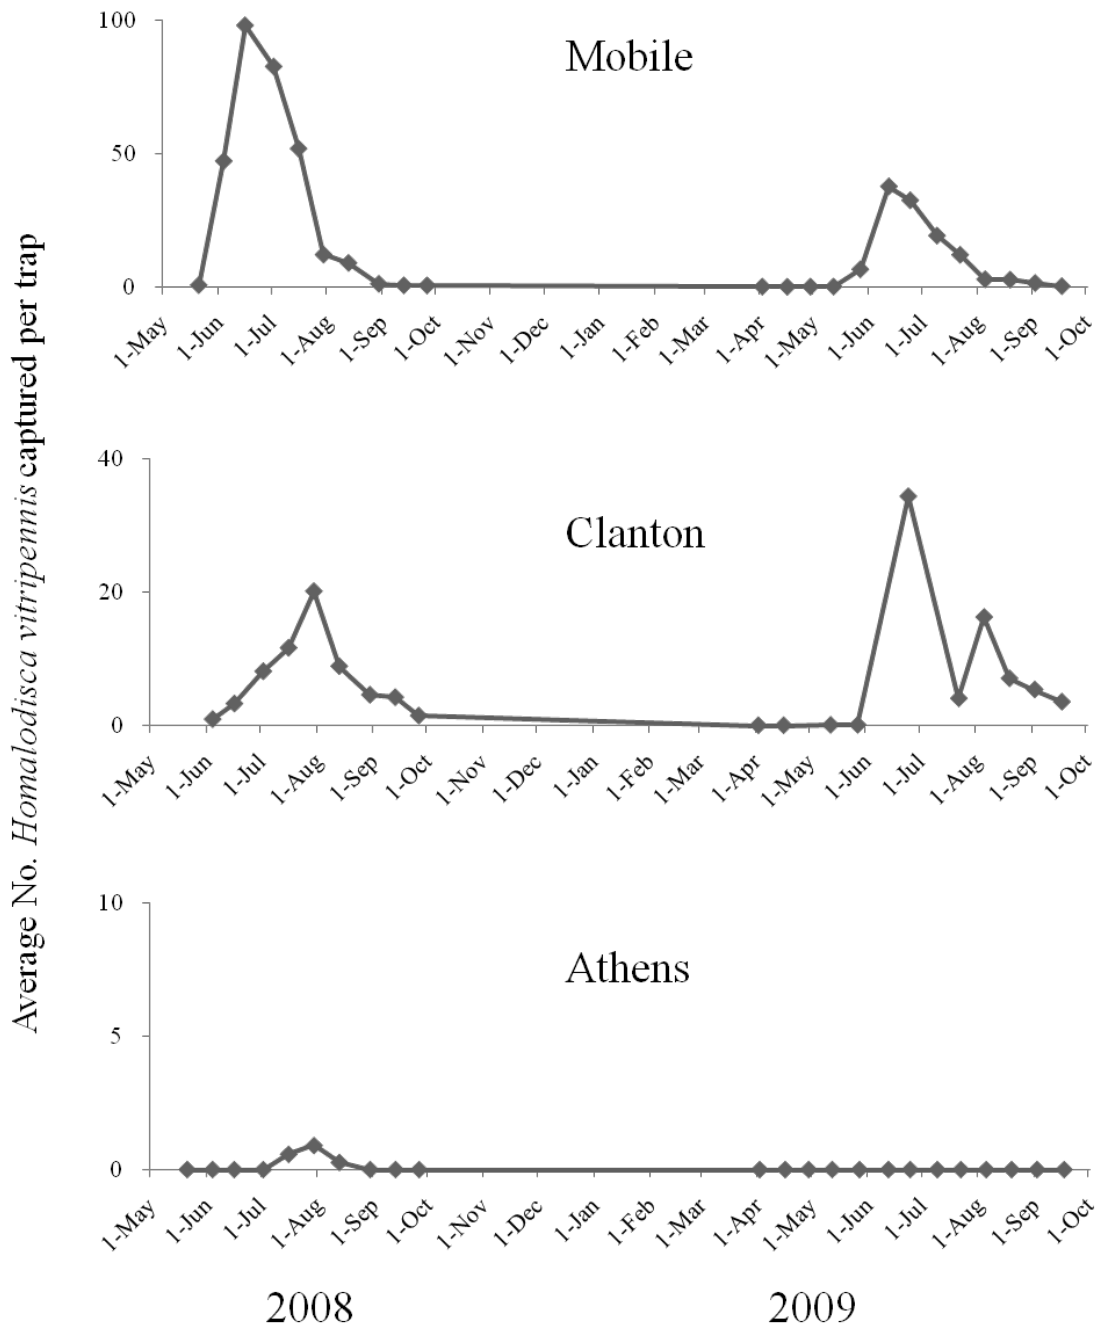 Average No. Homalodisca vitripennis captured per trap
Mobile
100
50
0
1-May 1-Jun 1-Jul 1-Aug 1-Sep 1-Oct 1-Nov 1-Dec 1-Jan 1-Feb 1-Mar 1-Apr 1-May 1-Jun 1-Jul 1-Aug 1-Sep 1-Oct
Clanton
40
20
0
1-May 1-Jun 1-Jul 1-Aug 1-Sep 1-Oct 1-Nov 1-Dec 1-Jan 1-Feb 1-Mar 1-Apr 1-May 1-Jun 1-Jul 1-Aug 1-Sep 1-Oct
Athens
10
5
0
1-May 1-Jun 1-Jul 1-Aug 1-Sep 1-Oct 1-Nov 1-Dec 1-Jan 1-Feb 1-Mar 1-Apr 1-May 1-Jun 1-Jul 1-Aug 1-Sep 1-Oct
2008 2009